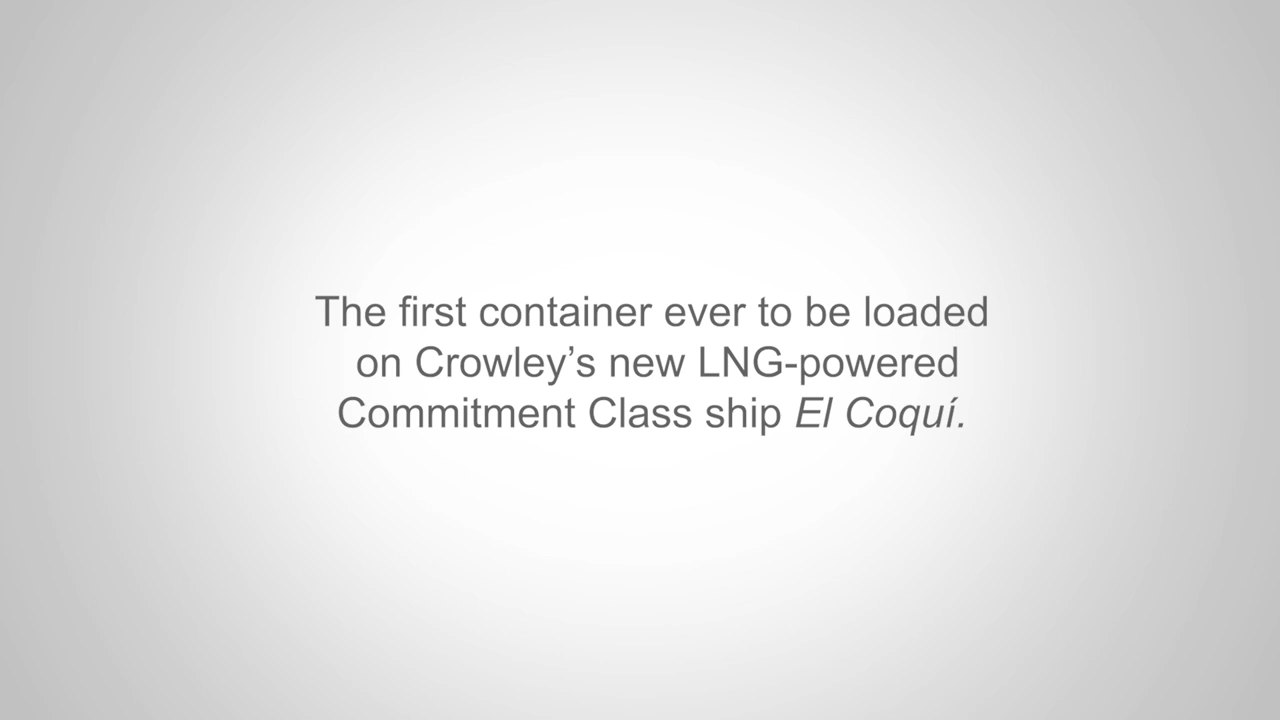 The first container ever to be loaded
on Crowley’s new LNG-powered
Commitment Class ship El Coquí.